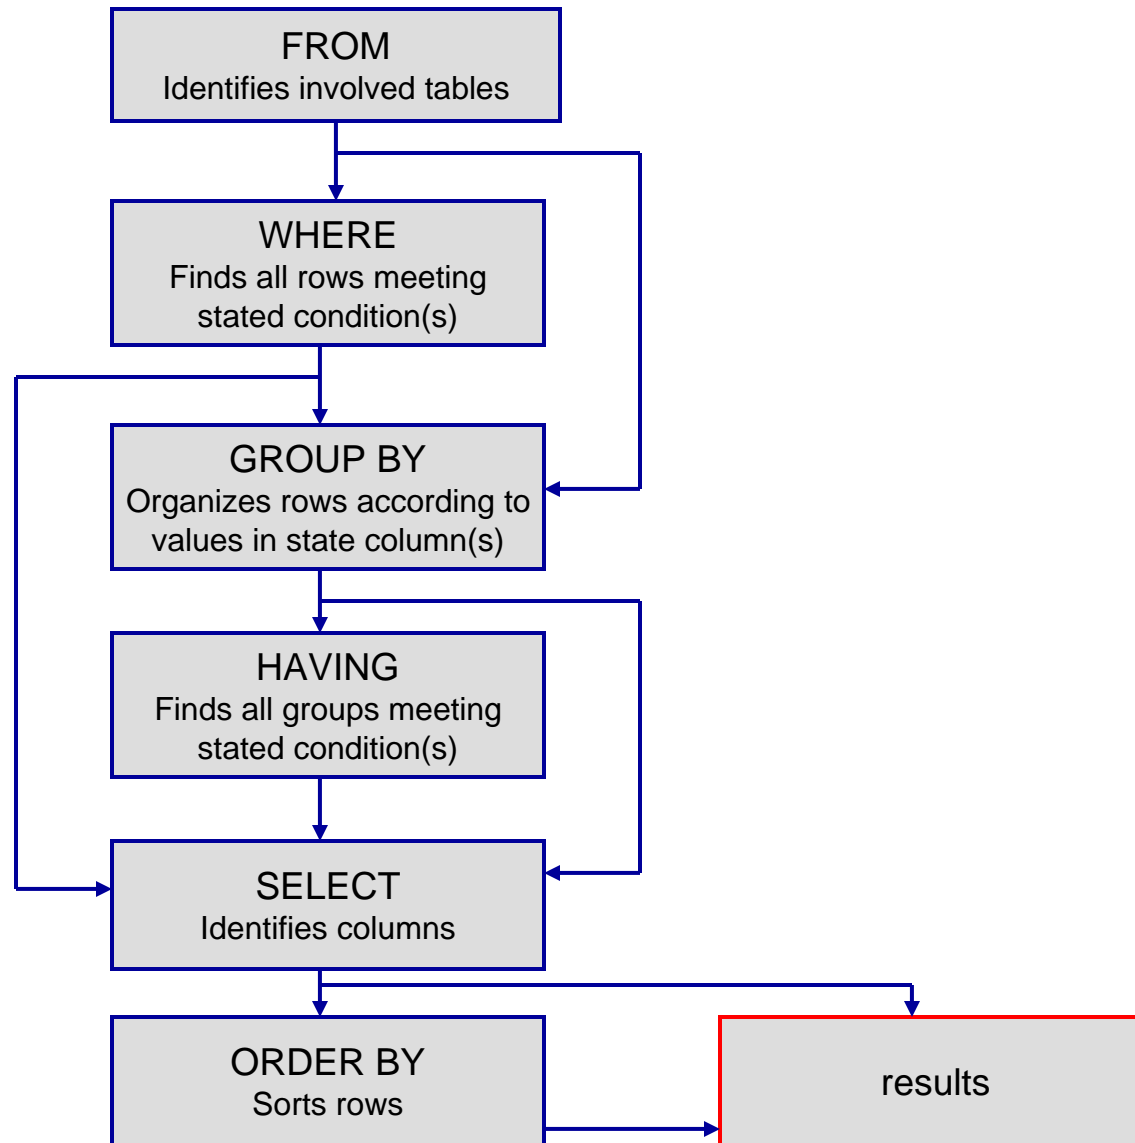 FROM
Identifies involved tables
WHERE
Finds all rows meeting
stated condition(s)
GROUP BY
Organizes rows according to
values in state column(s)
HAVING
Finds all groups meeting
stated condition(s)
SELECT
Identifies columns
ORDER BY
Sorts rows
results